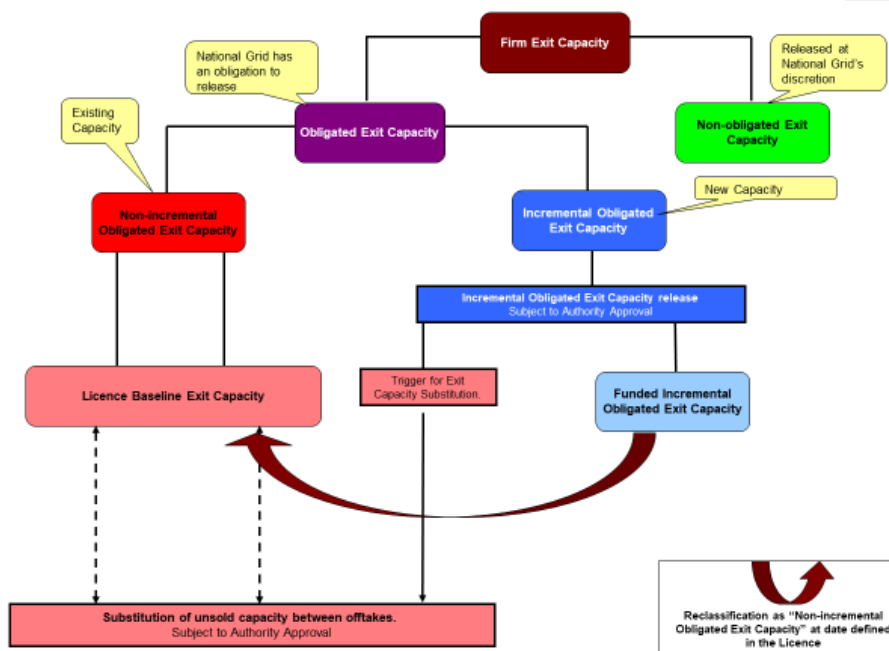 Firm Exit Capacity
National Grid has
an obligation to
release
Released at
National Grid's
discretion
Existing
Capacity
Obligated Exit Capacity
Non-obligated Exit
Capacity
New Capacity
Non-incremental
Obligated Exit Capacity
Incremental Obligated
Exit Capacity
Incremental Obligated Exit Capacity release
Subject to Authority Approval
Licence Baseline Exit Capacity
Trigger for Exit
Capacity Substitution.
Funded Incremental
Obligated Exit Capacity
Substitution of unsold capacity between offtakes.
Subject to Authority Approval
Reclassification as “Non-incremental
Obligated Exit Capacity” at date defined
in the Licence